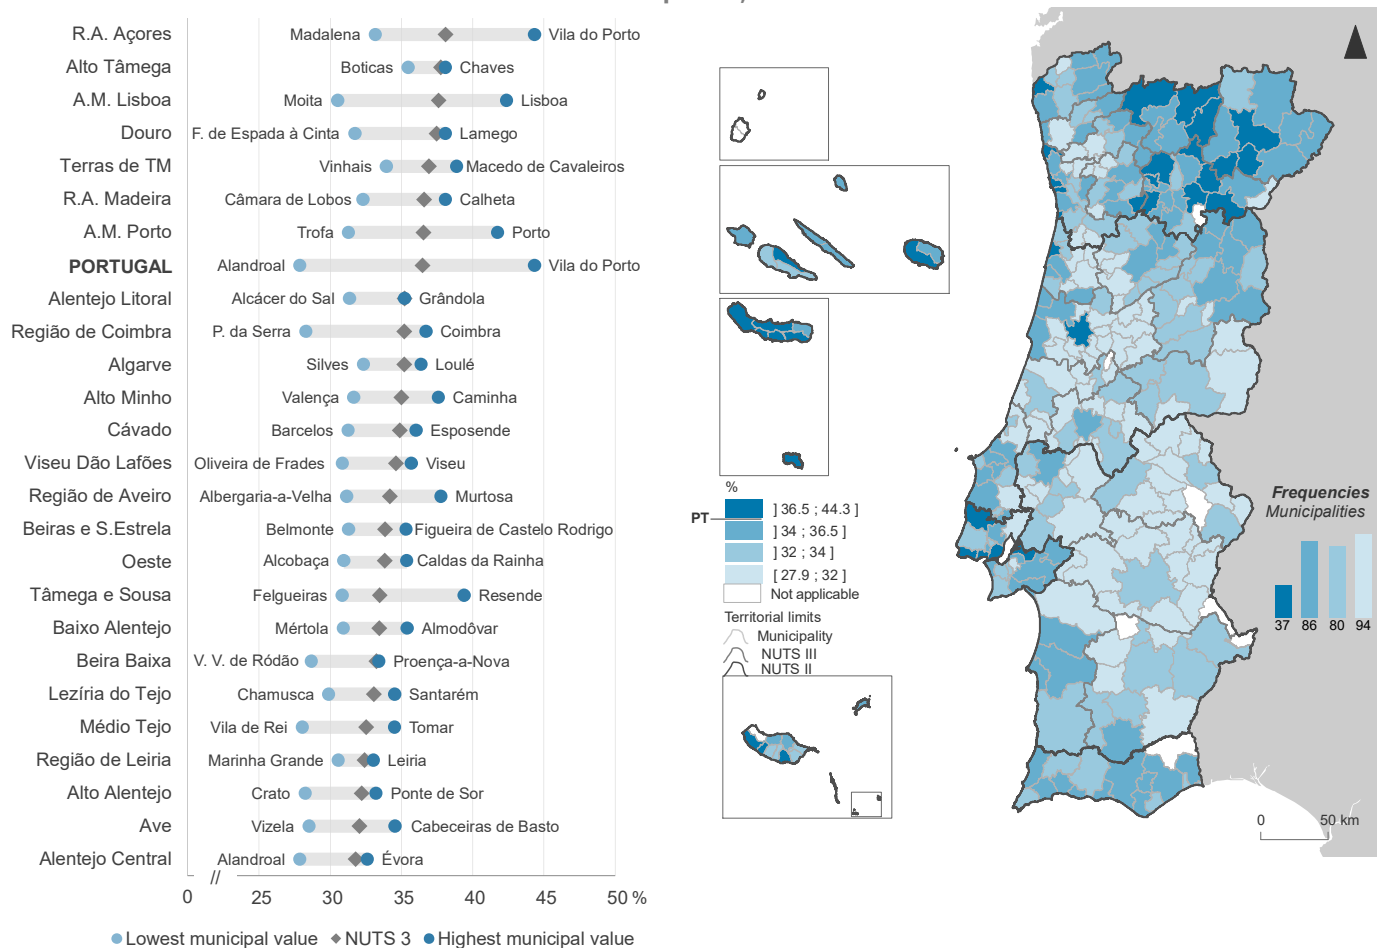 R.A. Açores Madalena Vila do Porto
Alto Tâmega Boticas Chaves
A.M. Lisboa Moita Lisboa
Douro F. de Espada à Cinta Lamego
Terras de TM Vinhais Macedo de Cavaleiros
R.A. Madeira Câmara de Lobos Calheta
A.M. Porto Trofa Porto
PORTUGAL Alandroal Vila do Porto
Alentejo Litoral Alcácer do Sal Grândola
Região de Coimbra P. da Serra Coimbra
Algarve Silves Loulé
Alto Minho Valença Caminha
Cávado Barcelos Esposende
Viseu Dão Lafões Oliveira de Frades Viseu
Região de Aveiro Albergaria-a-Velha Murtosa
Beiras e S.Estrela Belmonte Figueira de Castelo Rodrigo
Oeste Alcobaça Caldas da Rainha
Tâmega e Sousa Felgueiras Resende
Baixo Alentejo Mértola Almodôvar
Beira Baixa V. V. de Ródão Proença-a-Nova
Lezíria do Tejo Chamusca Santarém
Médio Tejo Vila de Rei Tomar
Região de Leiria Marinha Grande Leiria
Alto Alentejo Crato Ponte de Sor
Ave Vizela Cabeceiras de Basto
Alentejo Central Alandroal Évora
//
0 25 30 35 40 45 50 %
Lowest municipal value NUTS 3 Highest municipal value
%
PT
] 36.5 ; 44.3 ]
] 34 ; 36.5 ]
] 32 ; 34 ]
[ 27.9 ; 32 ]
Not applicable
Territorial limits
Municipality
NUTS III
NUTS II
Frequencies
Municipalities
37 86 80 94
0 50 km